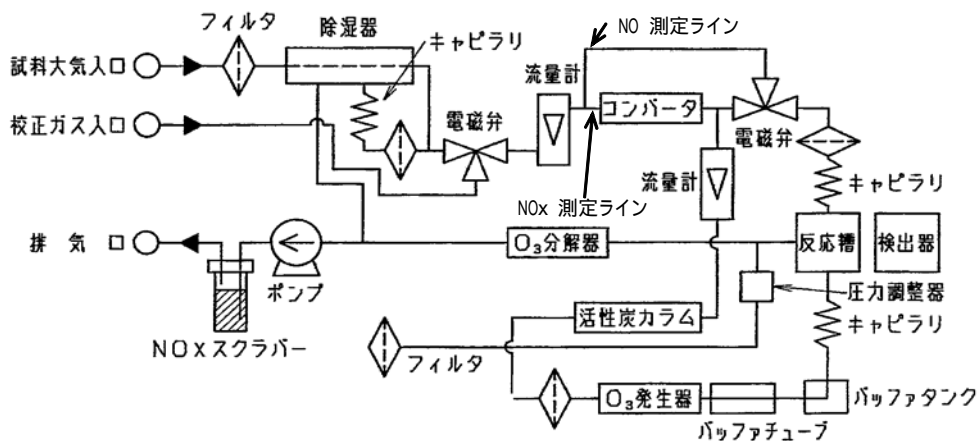 フィルタ
除湿器
キャピラリ
NO 測定ライン
試料大気入口
流量計
コンバータ
校正ガス入口
電磁弁
電磁弁
流量計
キャピラリ
NOx 測定ライン
排気口
O₃分解器
反応糟
検出器
ポンプ
圧力調整器
活性炭カラム
キャピラリ
NOxスクラバー
フィルタ
O₃発生器
バッファタンク
バッファチューブ